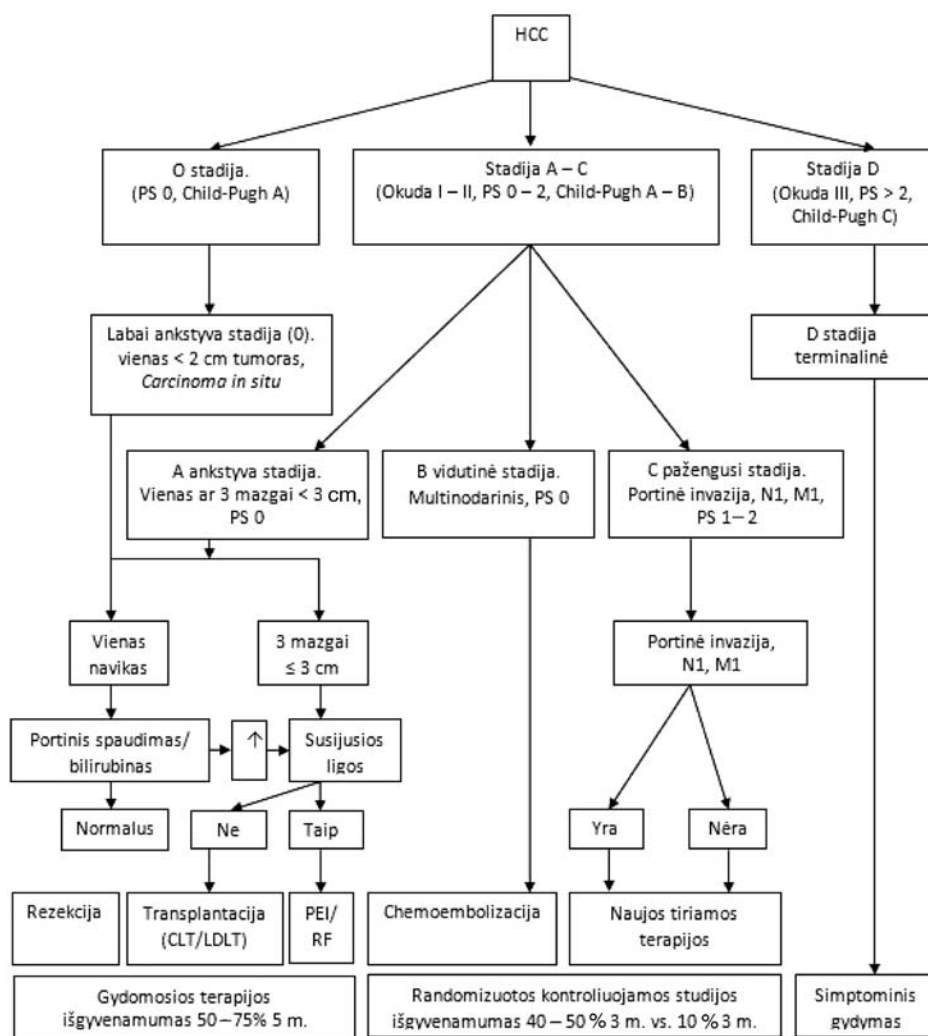 HCC
O stadija.
(PS 0, Child-Pugh A)
Stadija A – C
(Okuda I – II, PS 0 – 2, Child-Pugh A – B)
Stadija D
(Okuda III, PS > 2,
Child-Pugh C)
Labai ankstyva stadija (0).
vienas < 2 cm tumoras,
Carcinoma in situ
D stadija
terminalinė
A ankstyva stadija.
Vienas ar 3 mazgai < 3 cm,
PS 0
B vidutinė stadija.
Multinodarinis, PS 0
C pažengusi stadija.
Portinė invazija, N1, M1,
PS 1 – 2
Vienas
navikas
3 mazgai
≤ 3 cm
Portinė invazija,
N1, M1
Portinis spaudimas/
bilirubinas
↑
Susijusios
ligos
Normalus
Ne
Taip
Yra
Nėra
Rezekcija
Transplantacija
(CLT/LDLT)
PEI/
RF
Chemoembolizacija
Naujos tiriamos
terapijos
Gydomosios terapijos
išgyvenamumas 50 – 75% 5 m.
Randomizuotos kontroliuojamos studijos
išgyvenamumas 40 – 50 % 3 m. vs. 10 % 3 m.
Simptominis
gydymas